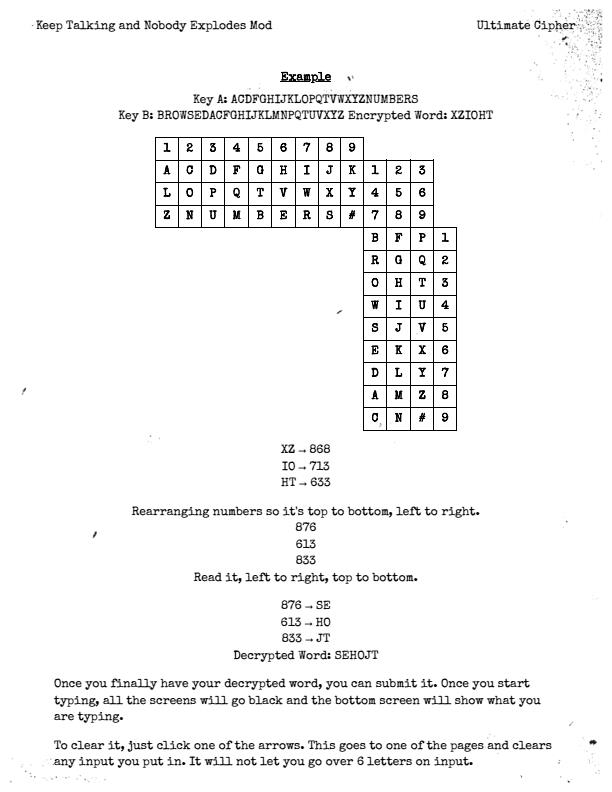 Keep Talking and Nobody Explodes Mod Ultimate Cipher
Example
Key A: ACDFGHIJKLOPQTVWXYZNUMBERS
Key B: BROWSEDACFGHIJKLMNPQTUVXYZ Encrypted Word: XZIOHT
1 2 3 4 5 6 7 8 9
A C D F G H I J K 1 2 3
L O P Q T V W X Y 4 5 6
Z N U M B E R S # 7 8 9
B F P 1
R G Q 2
O H T 3
W I U 4
S J V 5
E K X 6
D L Y 7
A M Z 8
C N # 9
XZ → 868
IO → 713
HT → 633
Rearranging numbers so it's top to bottom, left to right.
876
613
833
Read it, left to right, top to bottom.
876 → SE
613 → HO
833 → JT
Decrypted Word: SEHOJT
Once you finally have your decrypted word, you can submit it. Once you start
typing, all the screens will go black and the bottom screen will show what you
are typing.
To clear it, just click one of the arrows. This goes to one of the pages and clears
any input you put in. It will not let you go over 6 letters on input.